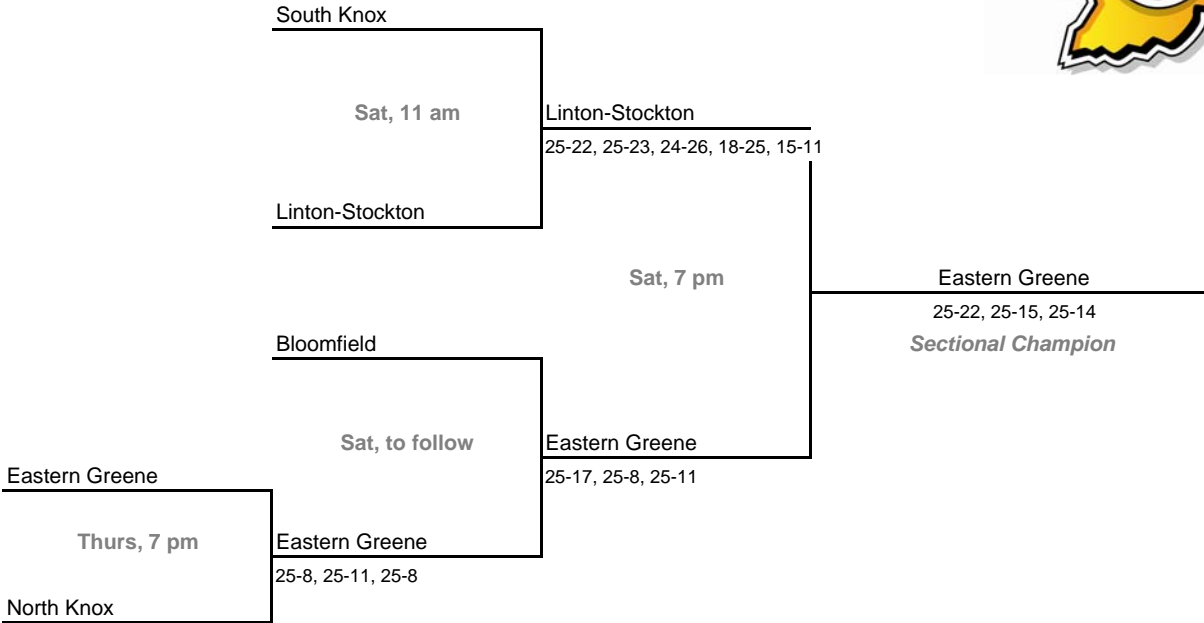 South Knox
Sat, 11 am
Linton-Stockton
25-22, 25-23, 24-26, 18-25, 15-11
Linton-Stockton
Sat, 7 pm
Eastern Greene
25-22, 25-15, 25-14
Bloomfield
Sectional Champion
Sat, to follow
Eastern Greene
Eastern Greene
25-17, 25-8, 25-11
Thurs, 7 pm
Eastern Greene
25-8, 25-11, 25-8
North Knox